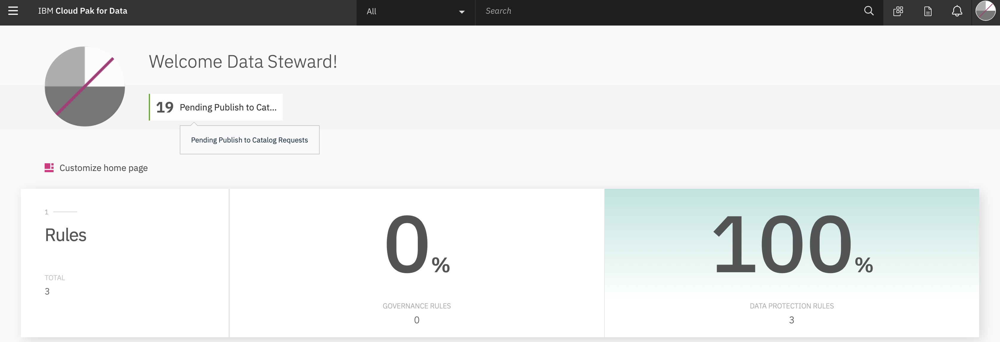 IBM Cloud Pak for Data
All
Search
Welcome Data Steward!
19 Pending Publish to Cat...
Pending Publish to Catalog Requests
Customize home page
1
Rules
TOTAL
3
0%
GOVERNANCE RULES
0
100%
DATA PROTECTION RULES
3